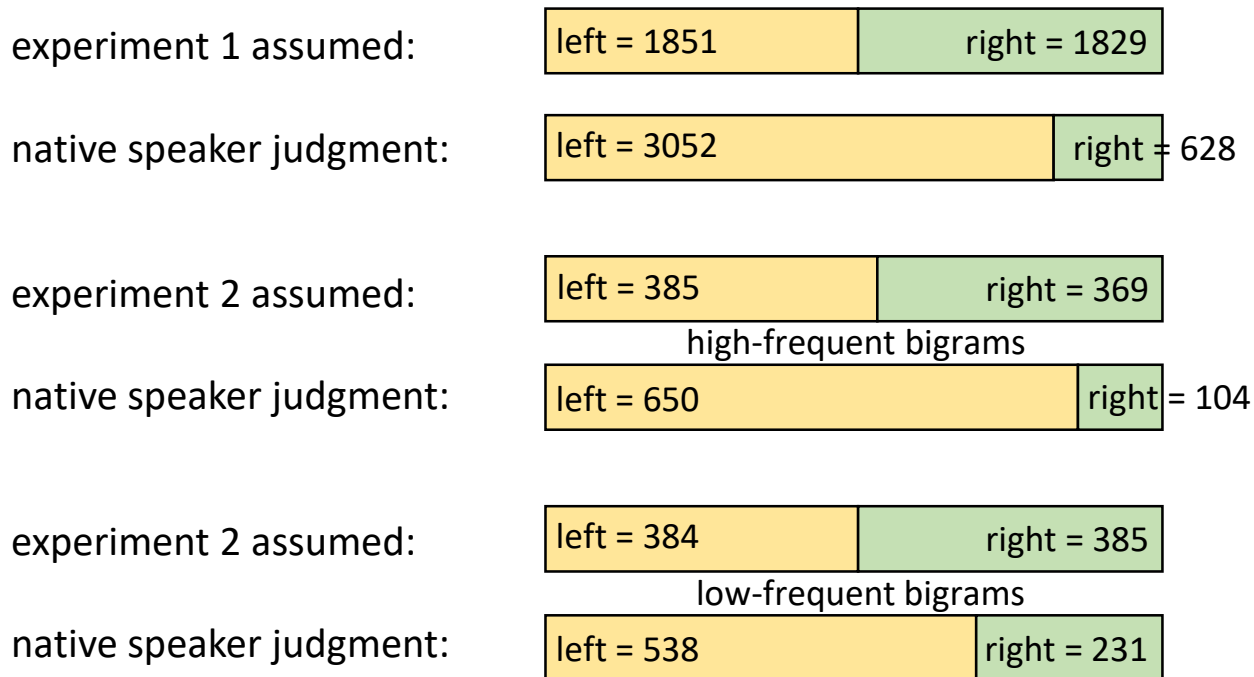 experiment 1 assumed: left = 1851 right = 1829
native speaker judgment: left = 3052 right = 628
experiment 2 assumed: left = 385 right = 369
high-frequent bigrams
native speaker judgment: left = 650 right = 104
experiment 2 assumed: left = 384 right = 385
low-frequent bigrams
native speaker judgment: left = 538 right = 231